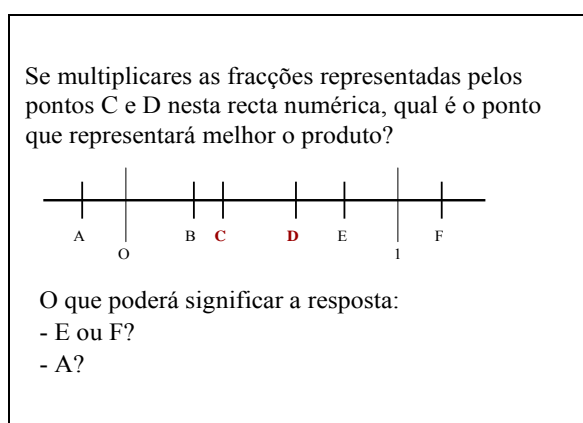 Se multiplicares as fracções representadas pelos
pontos C e D nesta recta numérica, qual é o ponto
que representará melhor o produto?
A B C D E F
O 1
O que poderá significar a resposta:
- E ou F?
- A?